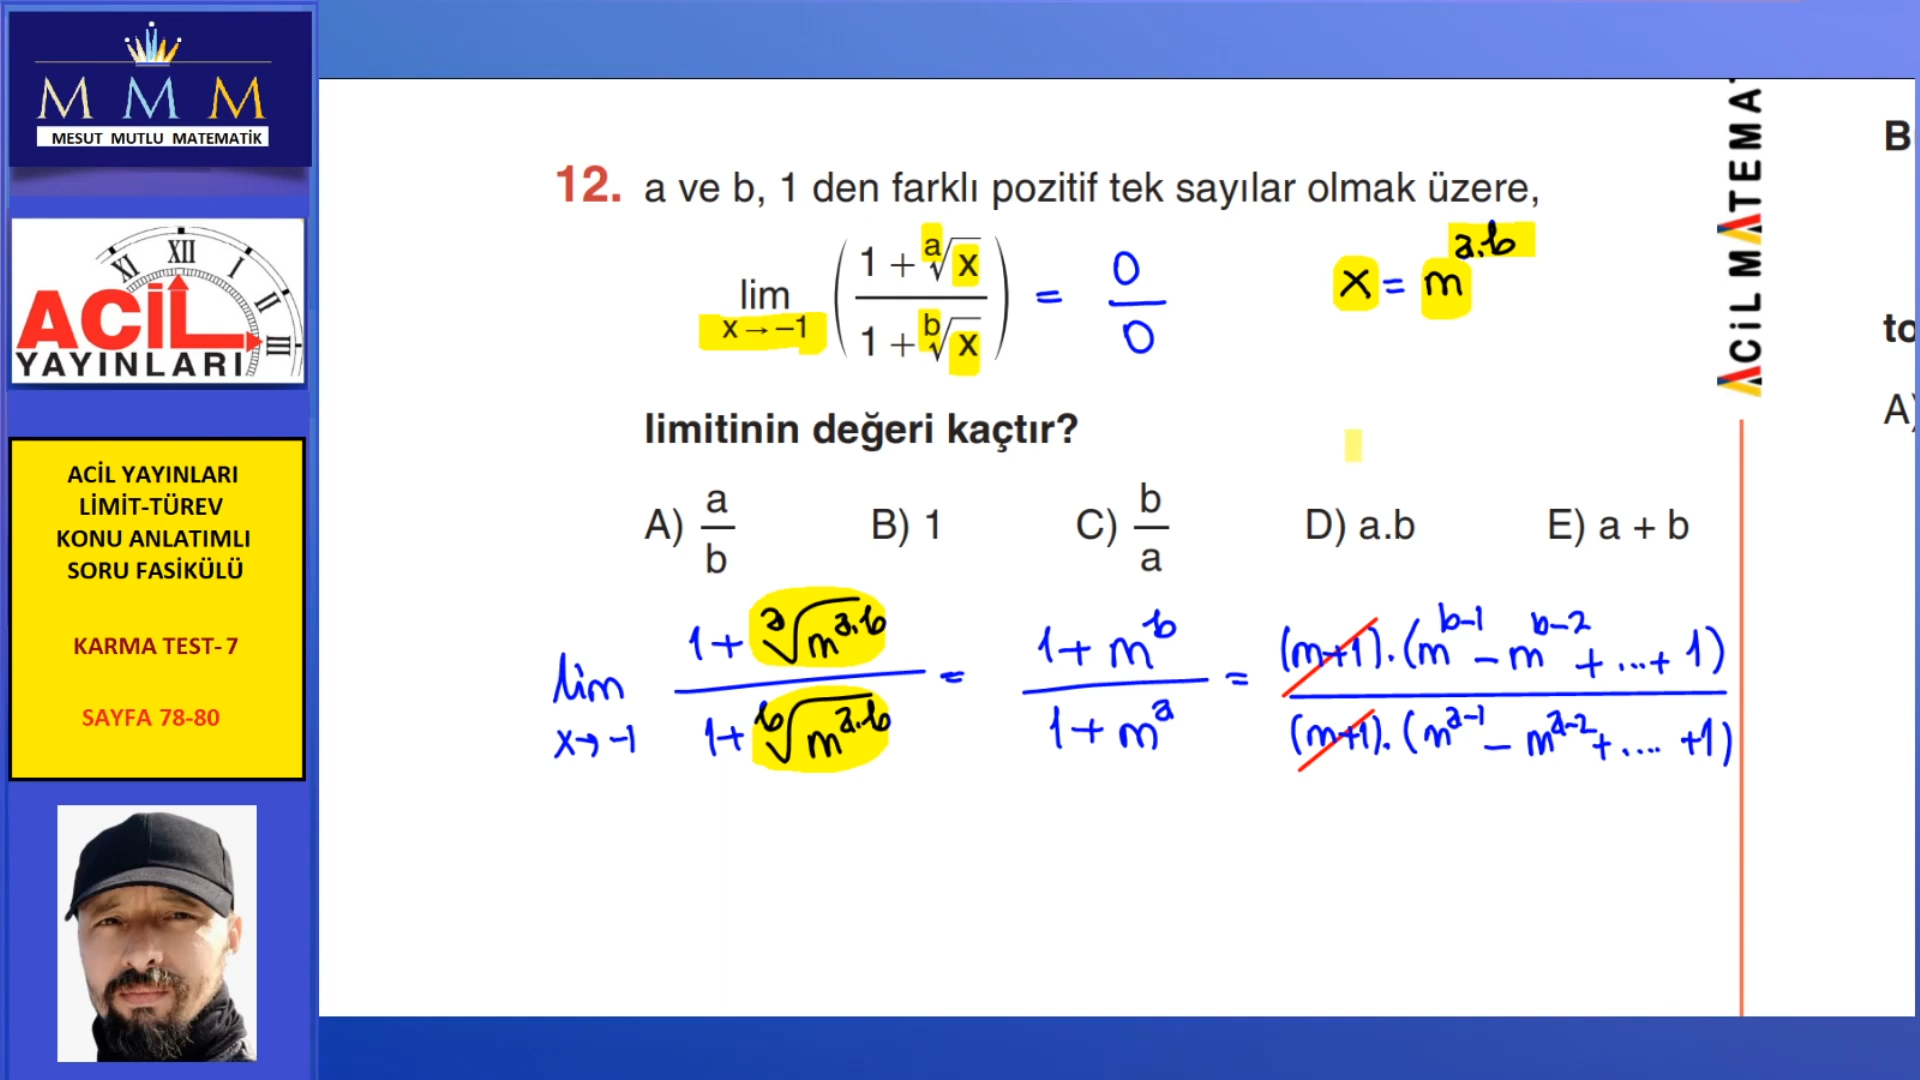 M M M
MESUT MUTLU MATEMATİK
XI XII I II III
ACİL
YAYINLARI
ACİL YAYINLARI
LİMİT-TÜREV
KONU ANLATIMLI
SORU FASİKÜLÜ
KARMA TEST- 7
SAYFA 78-80
12. a ve b, 1 den farklı pozitif tek sayılar olmak üzere,
lim x → −1 ( (1 + ᵃ√x) / (1 + ᵇ√x) ) = 0/0
x = m^(a.b)
limitinin değeri kaçtır?
A) a/b B) 1 C) b/a D) a.b E) a + b
lim x→-1 (1 + ᵃ√(m^(a.b))) / (1 + ᵇ√(m^(a.b))) = (1 + m^b) / (1 + m^a) = ((m+1).(m^(b-1) - m^(b-2) + ... + 1)) / ((m+1).(m^(a-1) - m^(a-2) + .... + 1))
ACİL MATEMA
B
to
A)